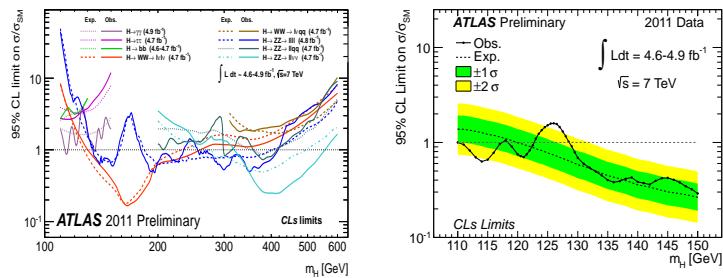 95% CL Limit on σ/σSM
Exp. Obs.
H→γγ (4.9 fb-1)
H→ττ (4.7 fb-1)
H→bb (4.6-4.7 fb-1)
H→WW→lνlν (4.7 fb-1)
H→WW→lνqq (4.7 fb-1)
H→ZZ→llll (4.8 fb-1)
H→ZZ→llqq (4.7 fb-1)
H→ZZ→llνν (4.7 fb-1)
∫ L dt ~ 4.6-4.9 fb-1, √s=7 TeV
10
1
10-1
ATLAS 2011 Preliminary
CLs limits
100 200 300 400 500 600
mH [GeV]
95% CL Limit on σ/σSM
ATLAS Preliminary 2011 Data
Obs.
Exp.
±1 σ
±2 σ
∫ Ldt = 4.6-4.9 fb-1
√s = 7 TeV
10
1
10-1
CLs Limits
110 115 120 125 130 135 140 145 150
mH [GeV]